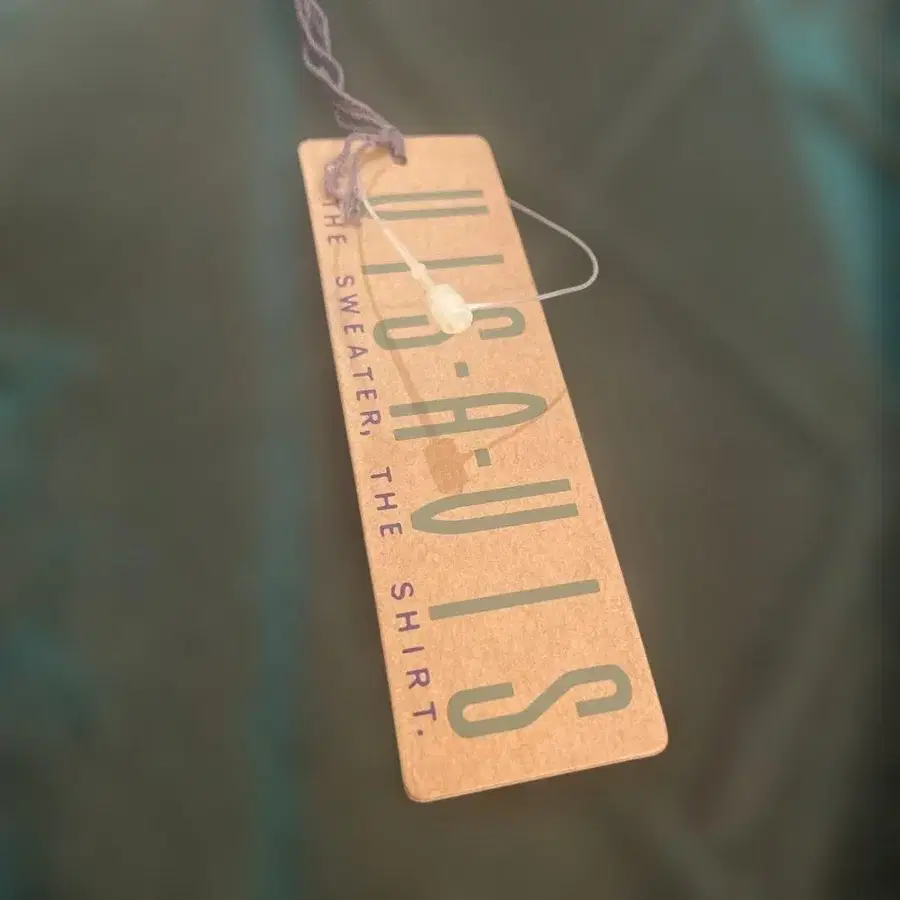 VIS-A-VIS
THE SWEATER, THE SHIRT.